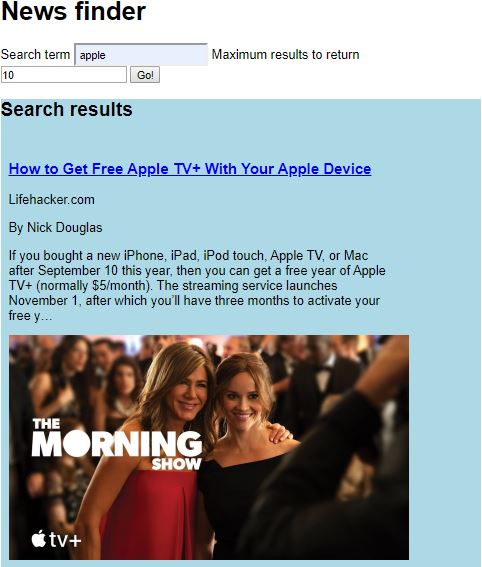 News finder
Search term apple Maximum results to return
10 Go!
Search results
How to Get Free Apple TV+ With Your Apple Device
Lifehacker.com
By Nick Douglas
If you bought a new iPhone, iPad, iPod touch, Apple TV, or Mac
after September 10 this year, then you can get a free year of Apple
TV+ (normally $5/month). The streaming service launches
November 1, after which you’ll have three months to activate your
free y…
THE
MORNING
SHOW
tv+